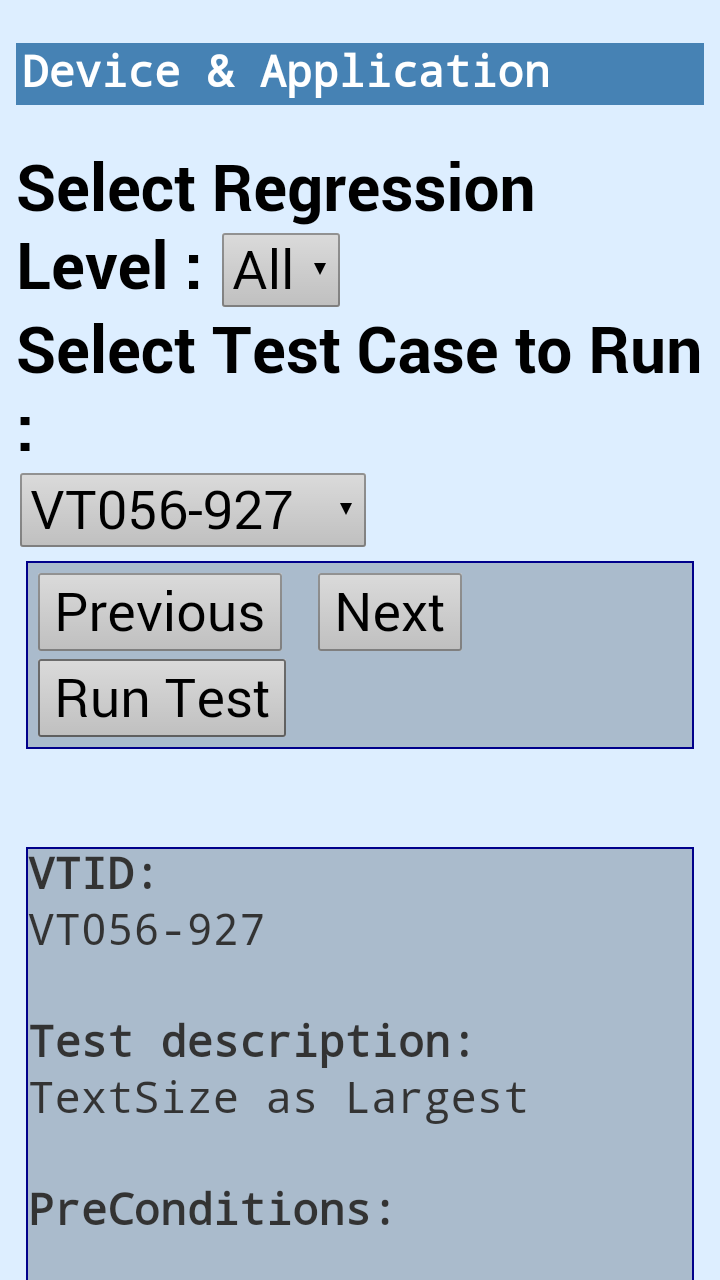 Device & Application
Select Regression
Level : All
Select Test Case to Run
:
VT056-927
Previous Next
Run Test
VTID:
VT056-927
Test description:
TextSize as Largest
PreConditions: